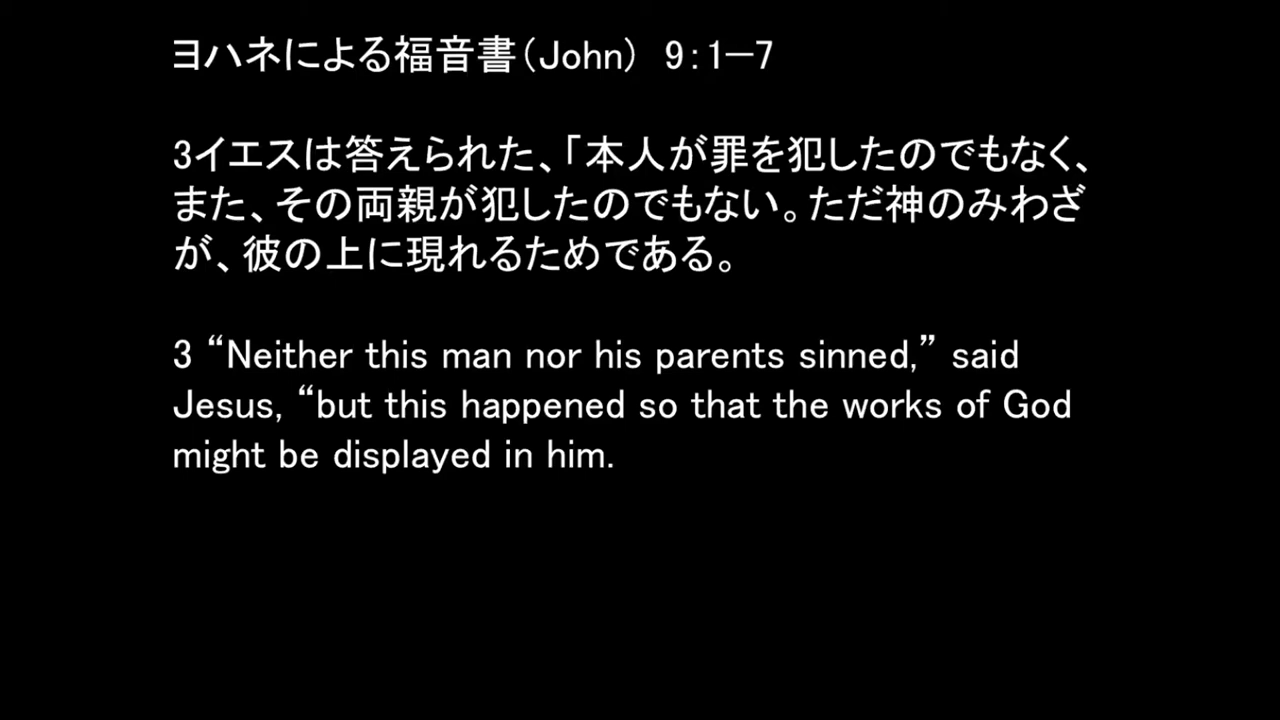 ヨハネによる福音書（John） 9：1－7
3イエスは答えられた、「本人が罪を犯したのでもなく、
また、その両親が犯したのでもない。ただ神のみわざ
が、彼の上に現れるためである。
3 “Neither this man nor his parents sinned,” said
Jesus, “but this happened so that the works of God
might be displayed in him.